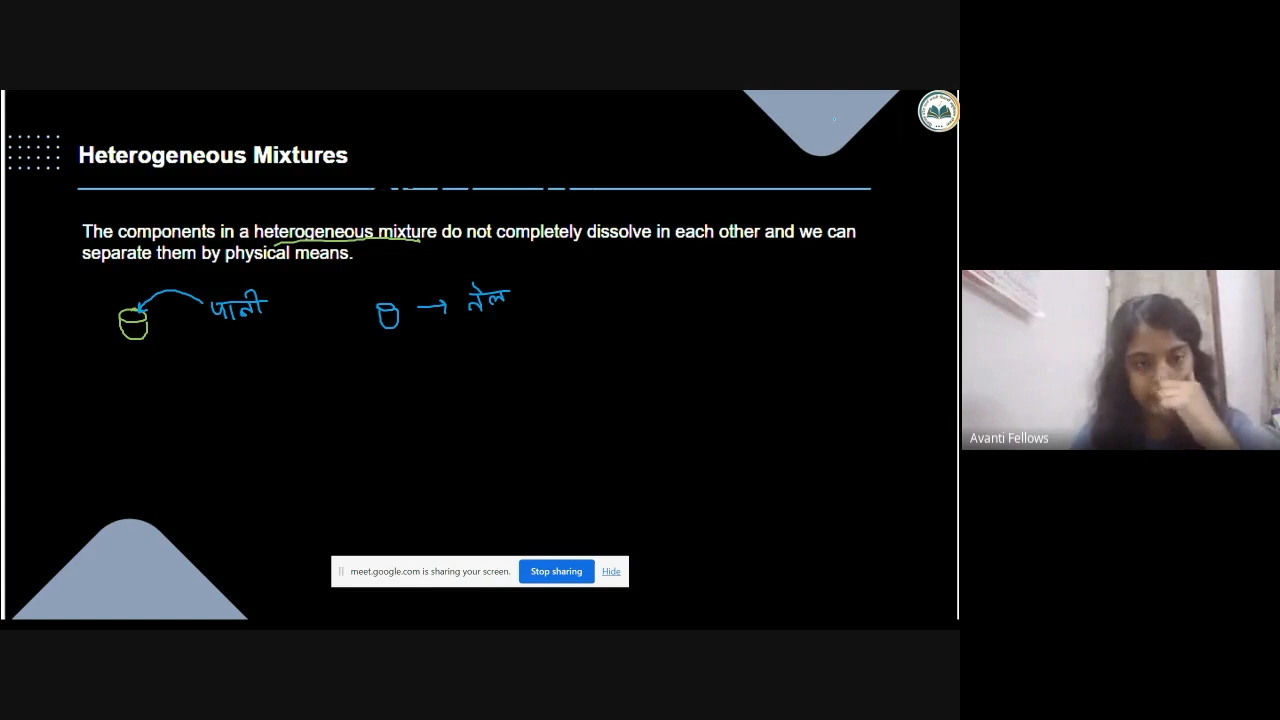 Heterogeneous Mixtures
The components in a heterogeneous mixture do not completely dissolve in each other and we can
separate them by physical means.
पानी
तेल
meet.google.com is sharing your screen. Stop sharing Hide
Avanti Fellows